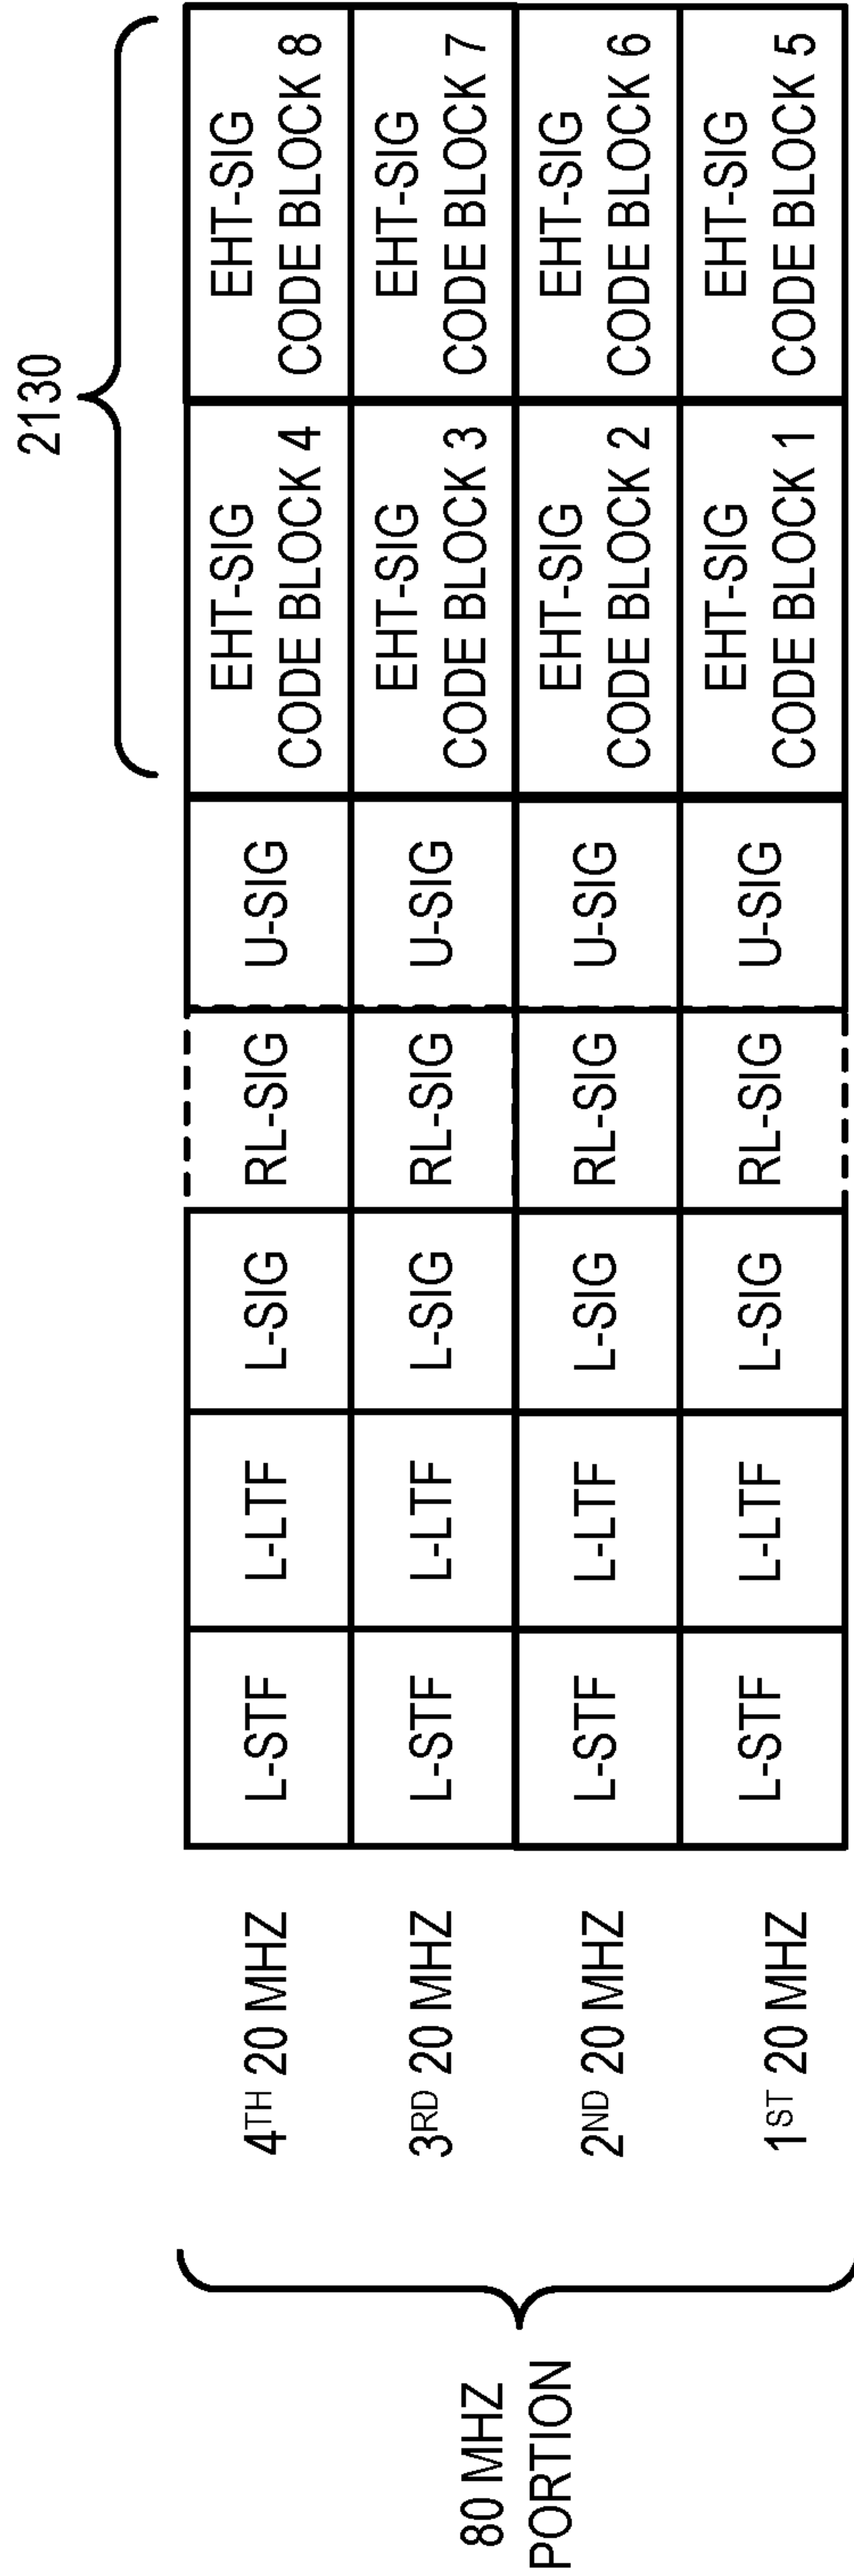 2130
4TH 20 MHZ
L-STF
L-LTF
L-SIG
RL-SIG
U-SIG
EHT-SIG
CODE BLOCK 4
EHT-SIG
CODE BLOCK 8
3RD 20 MHZ
L-STF
L-LTF
L-SIG
RL-SIG
U-SIG
EHT-SIG
CODE BLOCK 3
EHT-SIG
CODE BLOCK 7
80 MHZ
PORTION
2ND 20 MHZ
L-STF
L-LTF
L-SIG
RL-SIG
U-SIG
EHT-SIG
CODE BLOCK 2
EHT-SIG
CODE BLOCK 6
1ST 20 MHZ
L-STF
L-LTF
L-SIG
RL-SIG
U-SIG
EHT-SIG
CODE BLOCK 1
EHT-SIG
CODE BLOCK 5